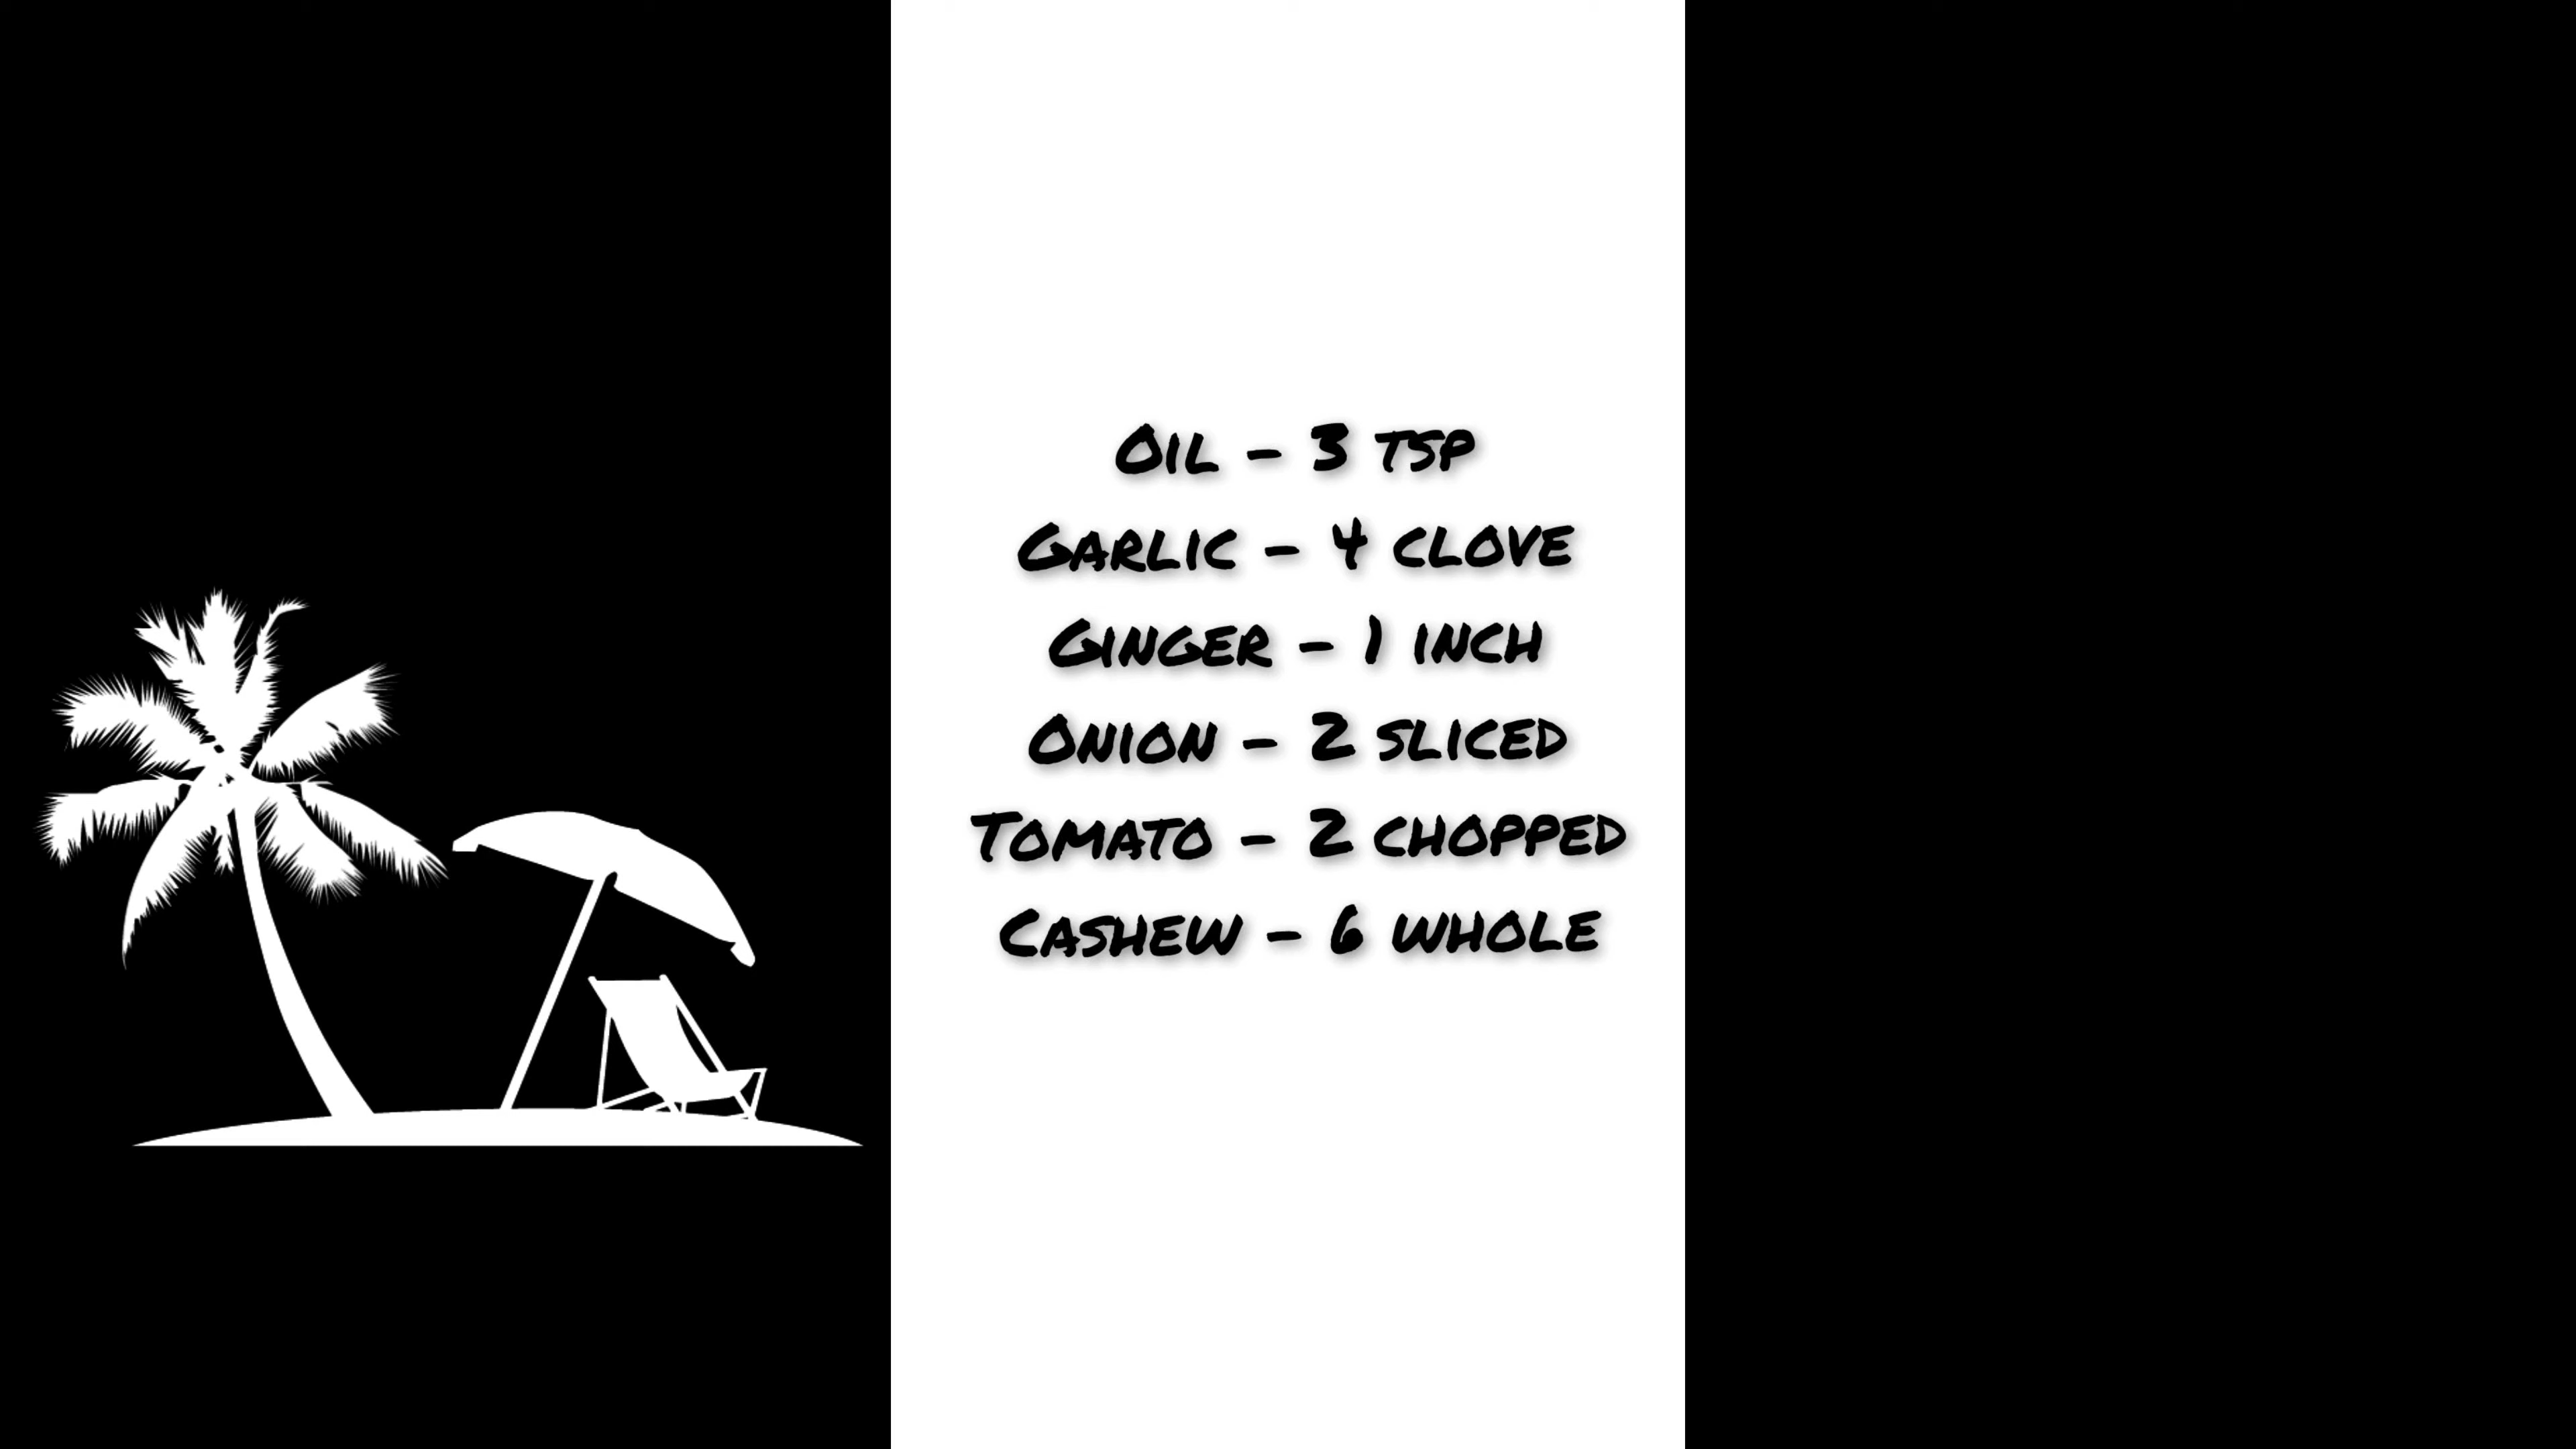 Oil - 3 tsp
Garlic - 4 clove
Ginger - 1 inch
Onion - 2 sliced
Tomato - 2 chopped
Cashew - 6 whole